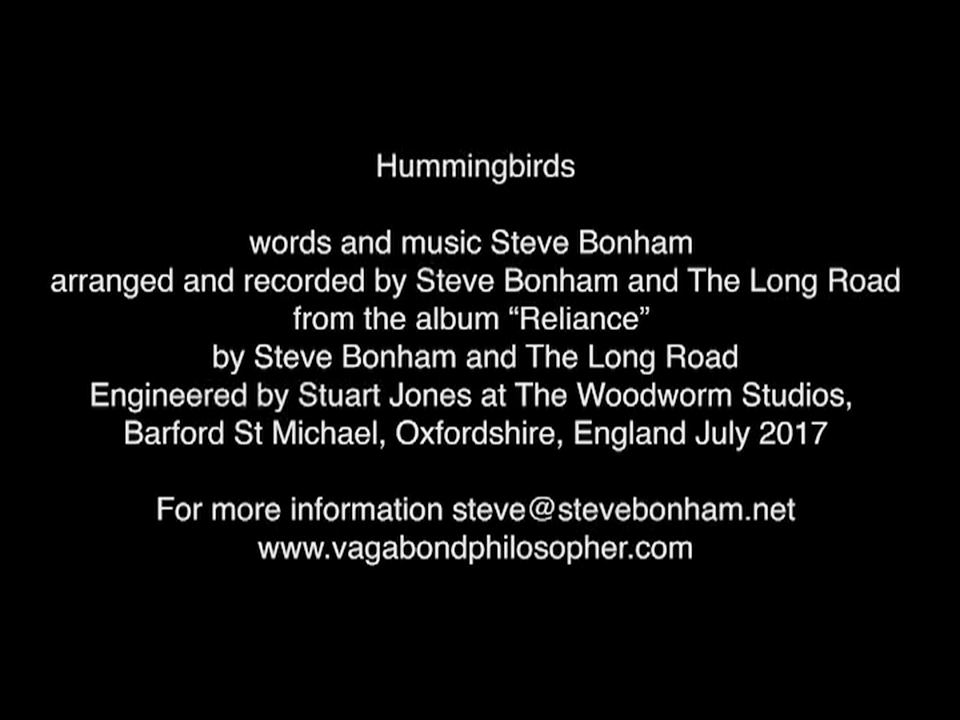 Hummingbirds
words and music Steve Bonham
arranged and recorded by Steve Bonham and The Long Road
from the album “Reliance”
by Steve Bonham and The Long Road
Engineered by Stuart Jones at The Woodworm Studios,
Barford St Michael, Oxfordshire, England July 2017
For more information steve@stevebonham.net
www.vagabondphilosopher.com